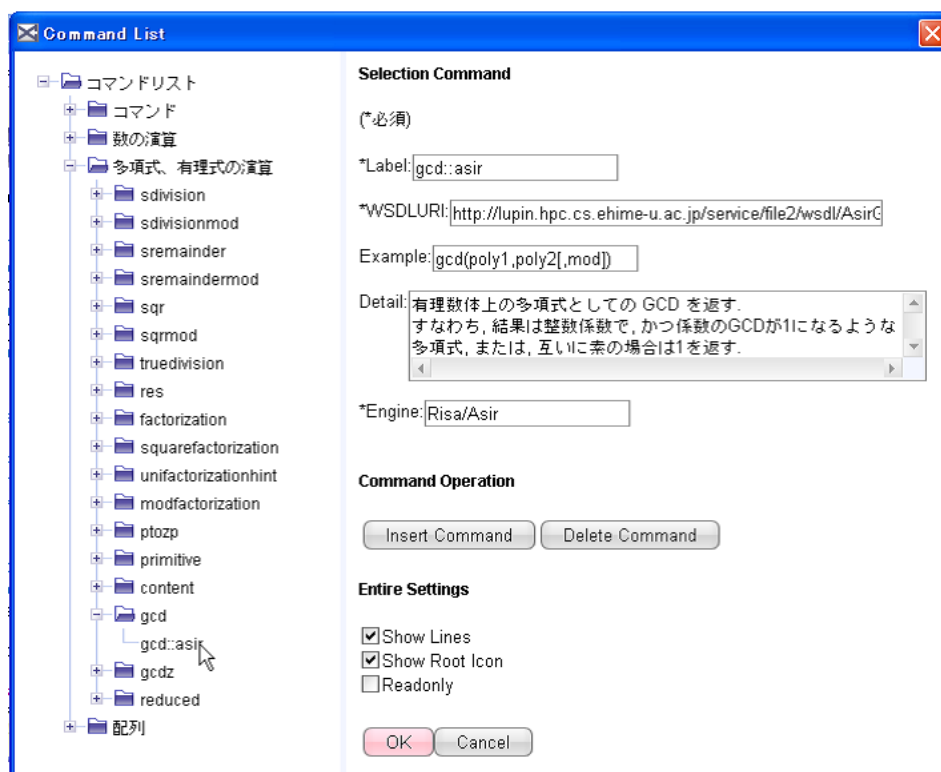 Command List
コマンドリスト
コマンド
数の演算
多項式、有理式の演算
sdivision
sdivisionmod
sremainder
sremaindermod
sqr
sqrmod
truedivision
res
factorization
squarefactorization
unifactorizationhint
modfactorization
ptozp
primitive
content
gcd
gcd::asir
gcdz
reduced
配列
Selection Command
(*必須)
*Label: gcd::asir
*WSDLURI: http://lupin.hpc.cs.ehime-u.ac.jp/service/file2/wsdl/AsirG
Example: gcd(poly1,poly2[,mod])
Detail: 有理数体上の多項式としての GCD を返す.
すなわち, 結果は整数係数で, かつ係数のGCDが1になるような
多項式, または, 互いに素の場合は1を返す.
*Engine: Risa/Asir
Command Operation
Insert Command Delete Command
Entire Settings
Show Lines
Show Root Icon
Readonly
OK Cancel